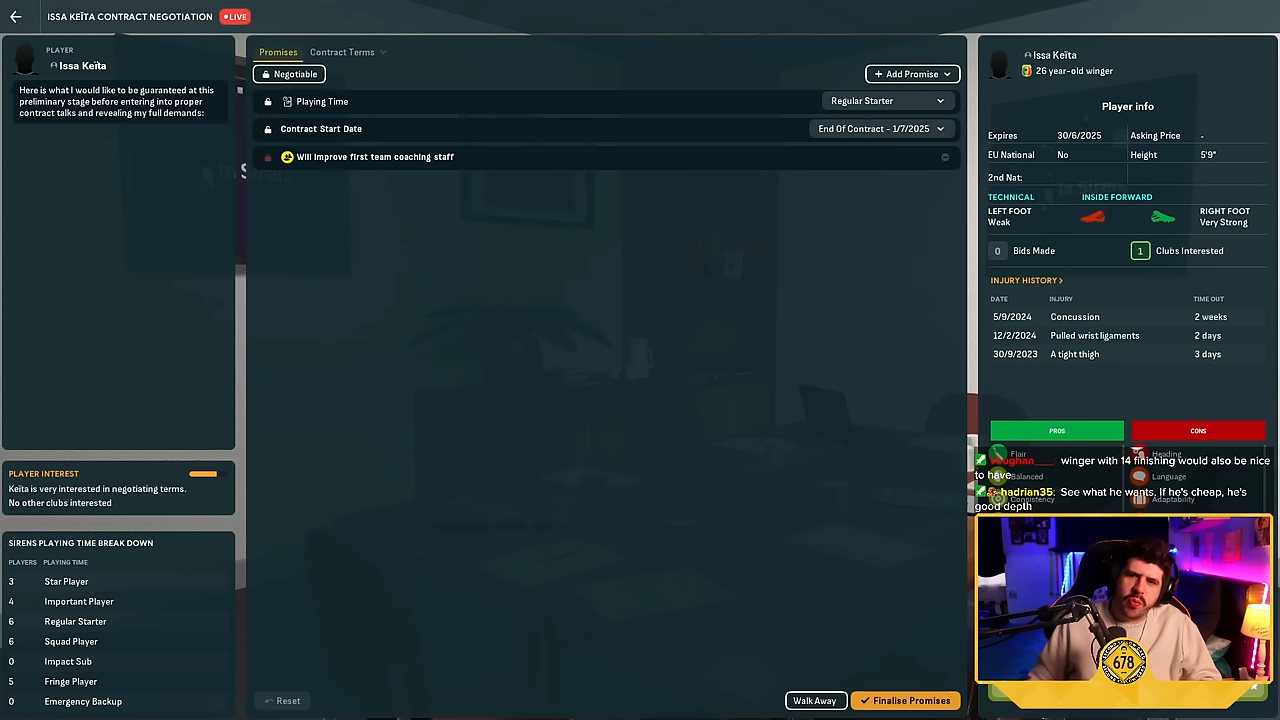 ISSA KEÏTA CONTRACT NEGOTIATION
LIVE
PLAYER
Issa Keïta
Here is what I would like to be guaranteed at this
preliminary stage before entering into proper
contract talks and revealing my full demands:
PLAYER INTEREST
Keïta is very interested in negotiating terms.
No other clubs interested
SIRENS PLAYING TIME BREAK DOWN
PLAYERS PLAYING TIME
3 Star Player
4 Important Player
6 Regular Starter
6 Squad Player
0 Impact Sub
5 Fringe Player
0 Emergency Backup
Promises Contract Terms
Negotiable
Add Promise
Playing Time Regular Starter
Contract Start Date End Of Contract - 1/7/2025
Will improve first team coaching staff
Reset
Walk Away
Finalise Promises
Issa Keïta
26 year-old winger
Player info
Expires 30/6/2025 Asking Price -
EU National No Height 5'9"
2nd Nat:
TECHNICAL INSIDE FORWARD
LEFT FOOT
Weak
RIGHT FOOT
Very Strong
0 Bids Made 1 Clubs Interested
INJURY HISTORY >
DATE INJURY TIME OUT
5/9/2024 Concussion 2 weeks
12/2/2024 Pulled wrist ligaments 2 days
30/9/2023 A tight thigh 3 days
PROS CONS
Flair Heading
winger with 14 finishing would also be nice
to have
Balanced Language
hadrian35: See what he wants. If he's cheap, he's
good depth
Consistency Adaptability
678